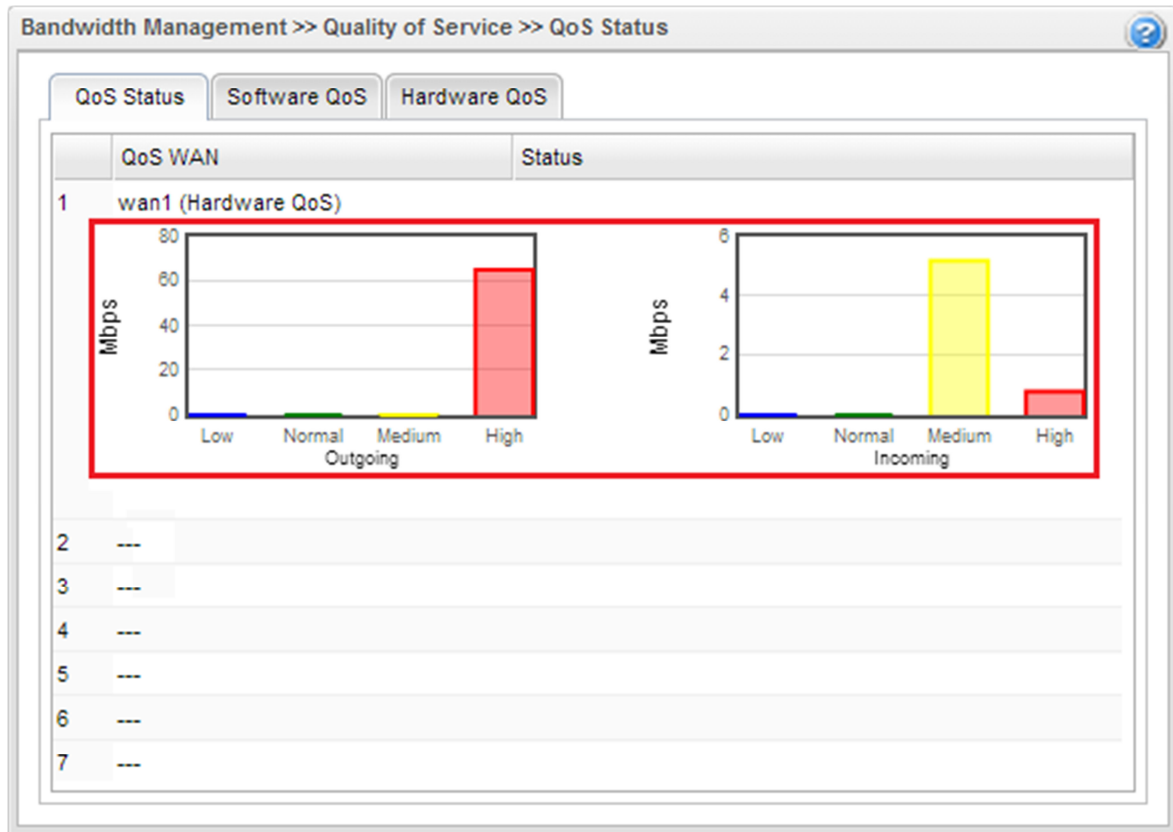 Bandwidth Management >> Quality of Service >> QoS Status
QoS Status Software QoS Hardware QoS
QoS WAN Status
1 wan1 (Hardware QoS)
80
60
40
20
0
Mbps
Low Normal Medium High
Outgoing
6
4
2
0
Mbps
Low Normal Medium High
Incoming
2 ---
3 ---
4 ---
5 ---
6 ---
7 ---